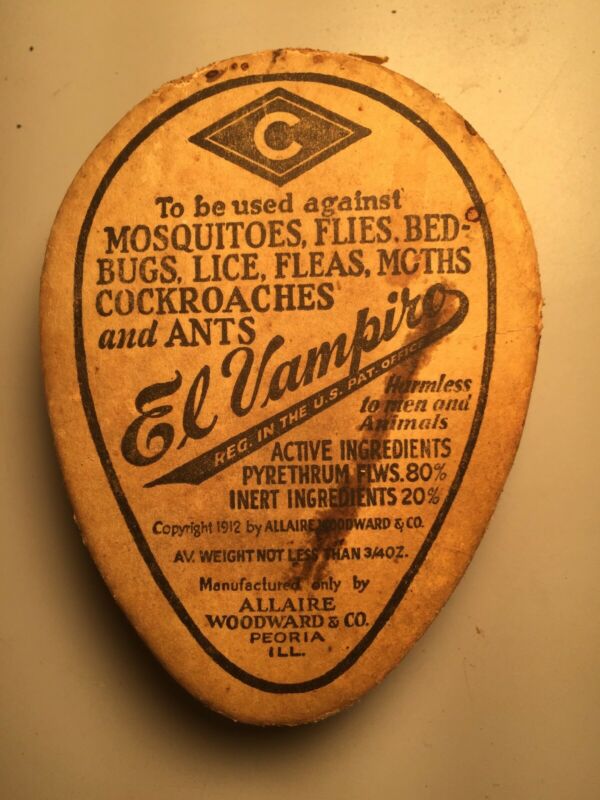 C
To be used against
MOSQUITOES, FLIES, BED-
BUGS, LICE, FLEAS, MOTHS
COCKROACHES
and ANTS
El Vampiro
REG. IN THE U.S. PAT. OFFICE
Harmless
to men and
Animals
ACTIVE INGREDIENTS
PYRETHRUM FLWS. 80%
INERT INGREDIENTS 20%
Copyright 1912 by ALLAIRE WOODWARD & CO.
AV. WEIGHT NOT LESS THAN 3/4 OZ.
Manufactured only by
ALLAIRE
WOODWARD & CO.
PEORIA
ILL.